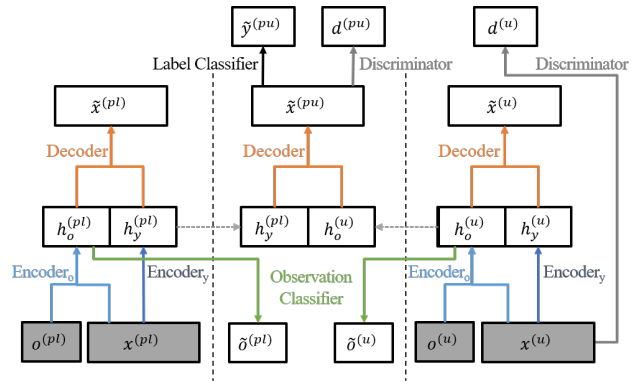 ỹ^(pu) d^(pu) d^(u)
Label Classifier Discriminator Discriminator
x̃^(pl) x̃^(pu) x̃^(u)
Decoder Decoder Decoder
h_o^(pl) h_y^(pl) h_y^(pl) h_o^(u) h_o^(u) h_y^(u)
Encoder_o Encoder_y Observation Classifier Encoder_o Encoder_y
o^(pl) x^(pl) õ^(pl) õ^(u) o^(u) x^(u)